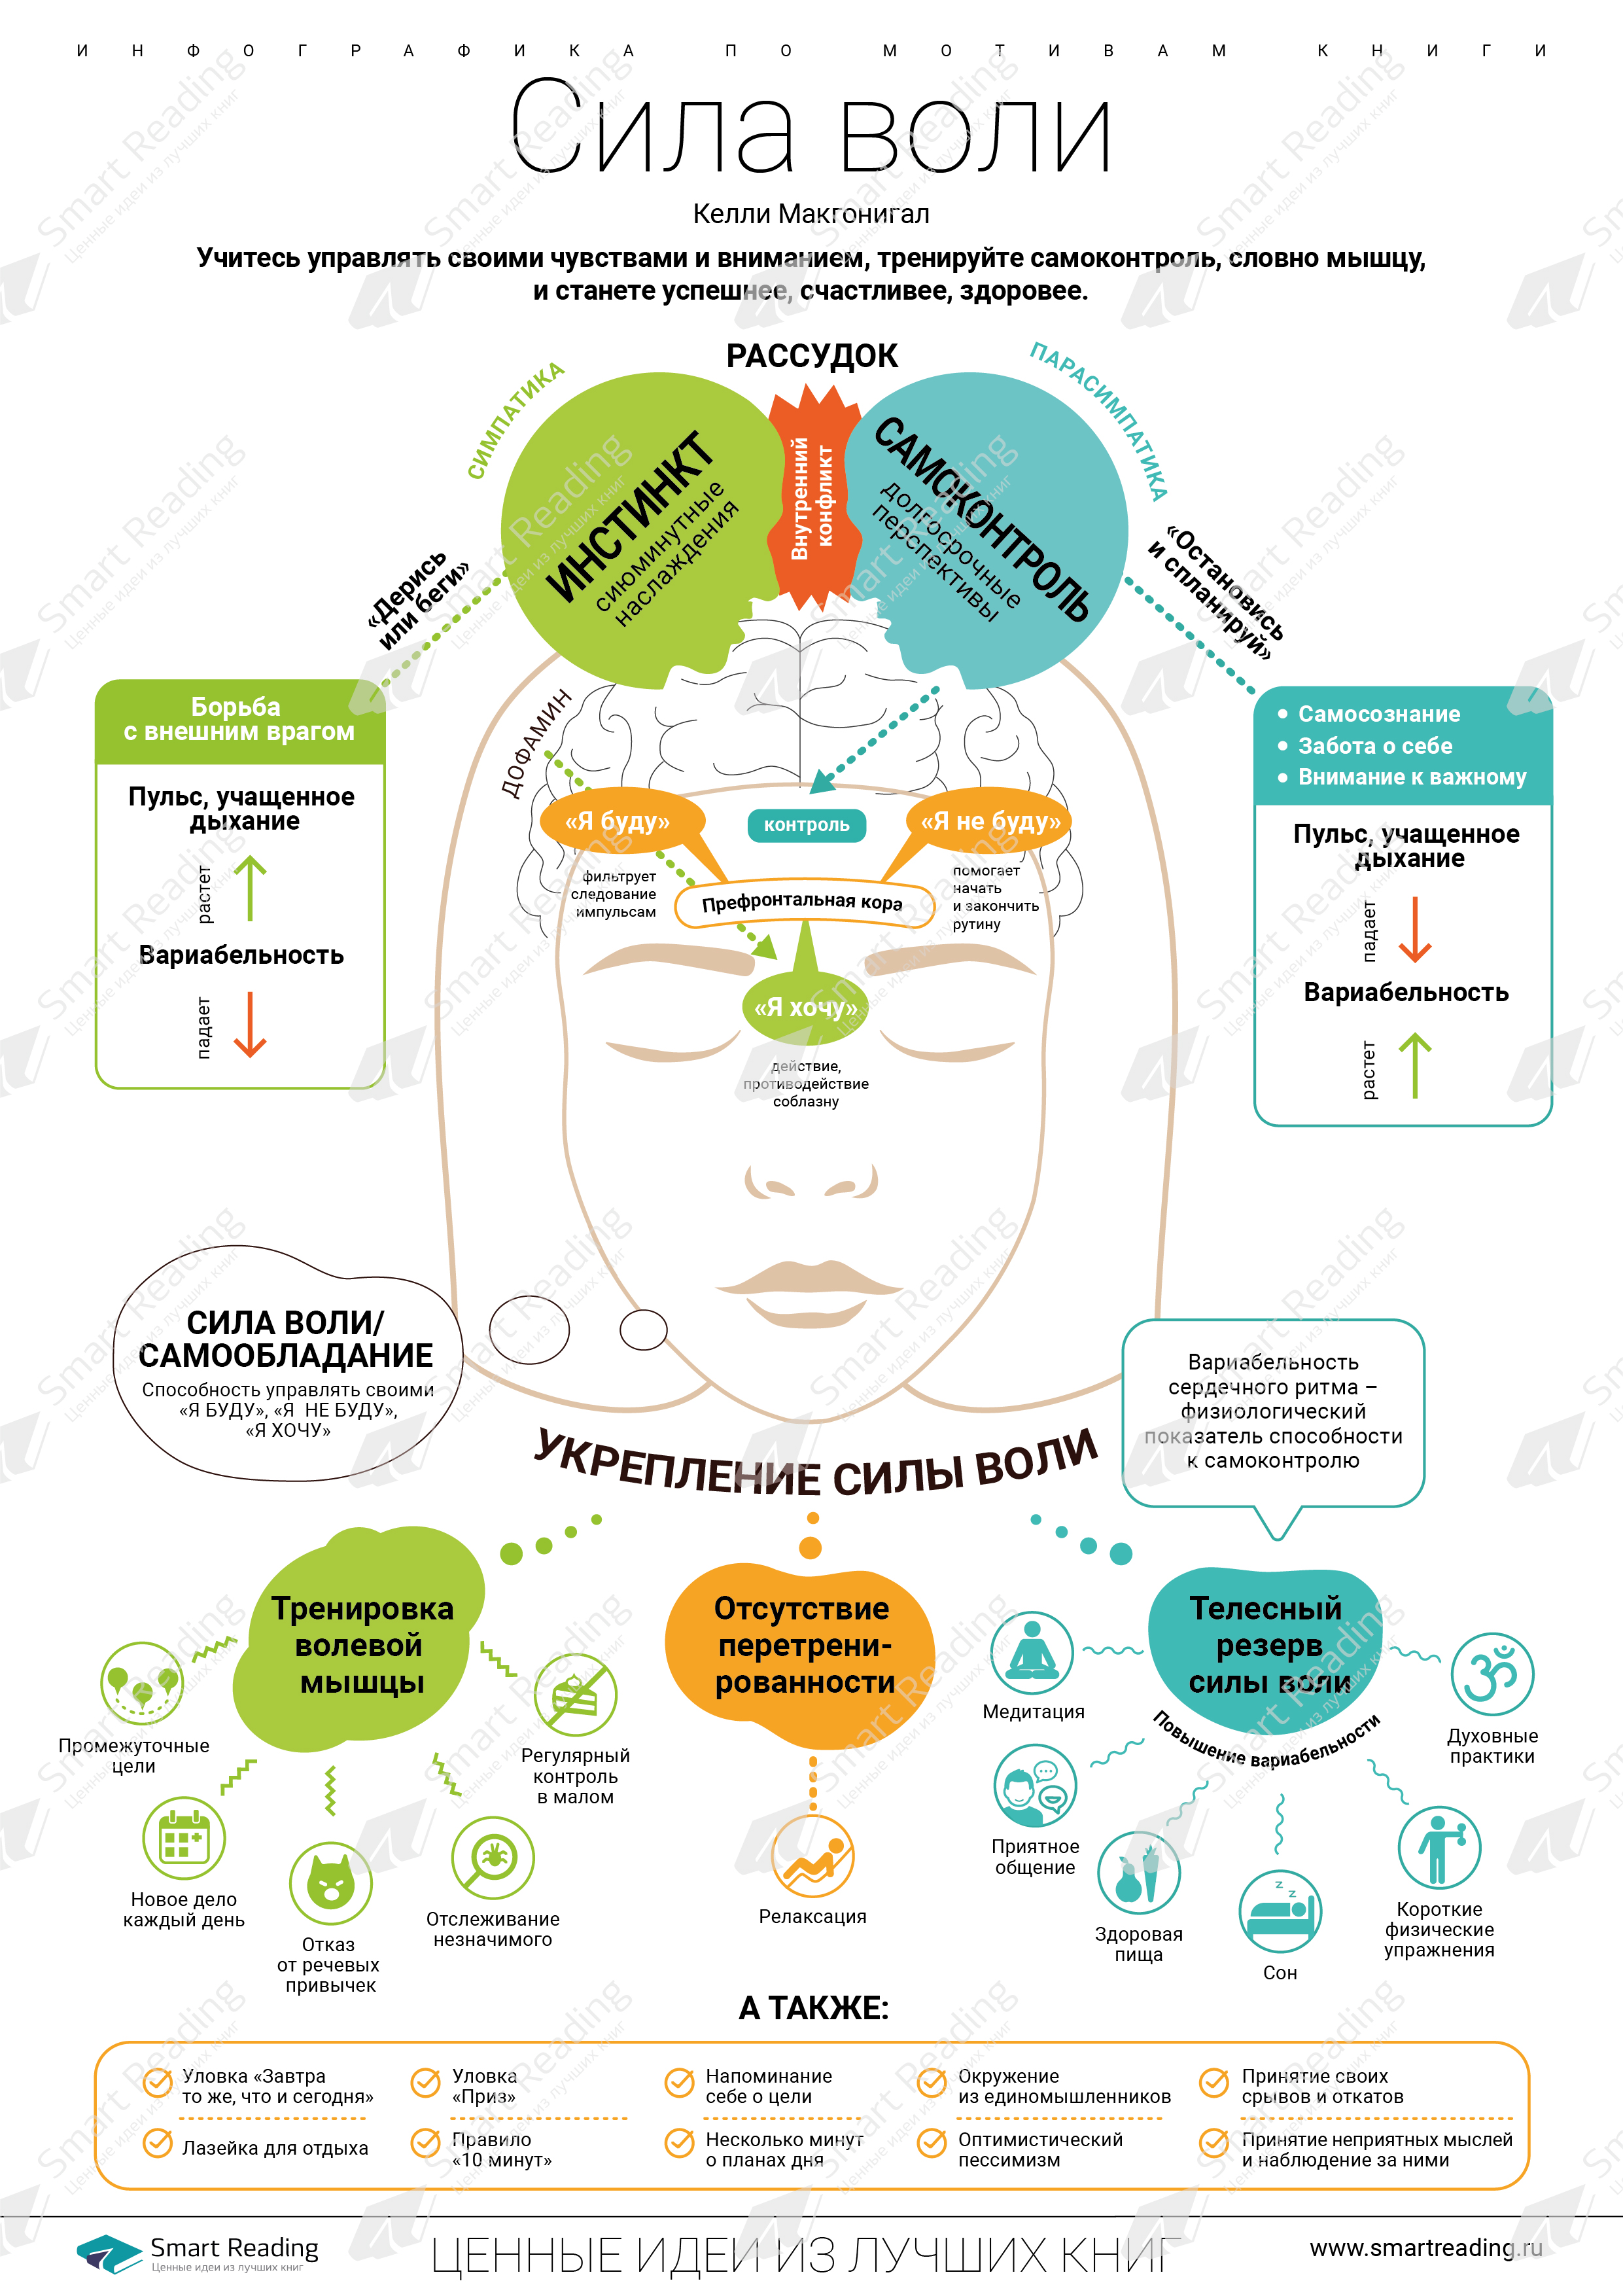 ИНФОГРАФИКА ПО МОТИВАМ КНИГИ
Сила воли
Келли Макгонигал
Учитесь управлять своими чувствами и вниманием, тренируйте самоконтроль, словно мышцу,
и станете успешнее, счастливее, здоровее.
РАССУДОК
СИМПАТИКА
ПАРАСИМПАТИКА
ИНСТИНКТ
сиюминутные
наслаждения
Внутренний
конфликт
САМОКОНТРОЛЬ
долгосрочные
перспективы
«Дерись
или беги»
«Остановись
и спланируй»
Борьба
с внешним врагом
Пульс, учащенное
дыхание
растет
Вариабельность
падает
ДОФАМИН
«Я буду»
контроль
«Я не буду»
фильтрует
следование
импульсам
Префронтальная кора
помогает
начать
и закончить
рутину
«Я хочу»
действие,
противодействие
соблазну
• Самосознание
• Забота о себе
• Внимание к важному
Пульс, учащенное
дыхание
падает
Вариабельность
растет
СИЛА ВОЛИ/
САМООБЛАДАНИЕ
Способность управлять своими
«Я БУДУ», «Я НЕ БУДУ»,
«Я ХОЧУ»
Вариабельность
сердечного ритма –
физиологический
показатель способности
к самоконтролю
УКРЕПЛЕНИЕ СИЛЫ ВОЛИ
Тренировка
волевой
мышцы
Промежуточные
цели
Новое дело
каждый день
Отказ
от речевых
привычек
Отслеживание
незначимого
Регулярный
контроль
в малом
Отсутствие
перетрени-
рованности
Релаксация
Телесный
резерв
силы воли
Повышение вариабельности
Медитация
Приятное
общение
Здоровая
пища
z z
Сон
Короткие
физические
упражнения
Духовные
практики
А ТАКЖЕ:
Уловка «Завтра
то же, что и сегодня»
Уловка
«Приз»
Напоминание
себе о цели
Окружение
из единомышленников
Принятие своих
срывов и откатов
Лазейка для отдыха
Правило
«10 минут»
Несколько минут
о планах дня
Оптимистический
пессимизм
Принятие неприятных мыслей
и наблюдение за ними
Smart Reading
Ценные идеи из лучших книг
ЦЕННЫЕ ИДЕИ ИЗ ЛУЧШИХ КНИГ
www.smartreading.ru